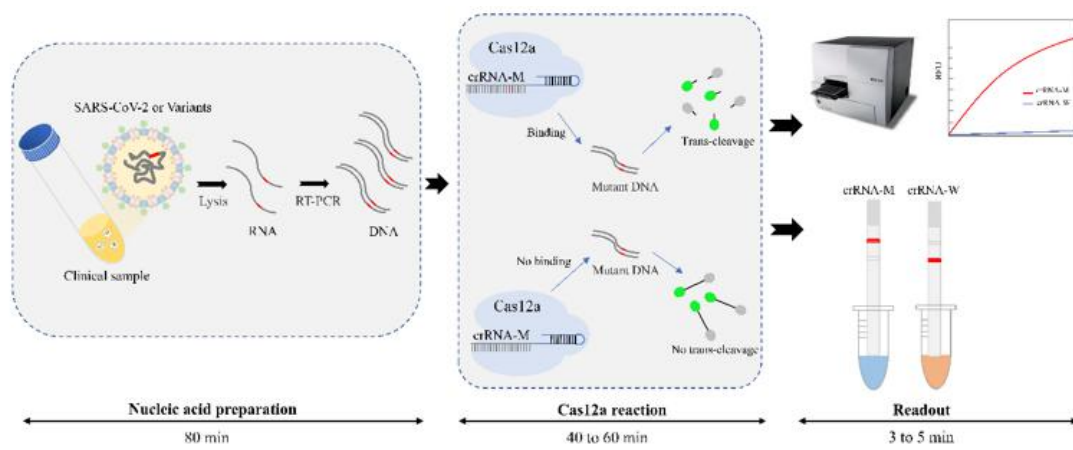 SARS-CoV-2 or Variants
Lysis
RT-PCR
RNA
DNA
Clinical sample
Cas12a
crRNA-M
Binding
Mutant DNA
Trans-cleavage
No binding
Mutant DNA
Cas12a
crRNA-M
No trans-cleavage
crRNA-M
crRNA-W
crRNA-M
crRNA-W
Nucleic acid preparation
80 min
Cas12a reaction
40 to 60 min
Readout
3 to 5 min